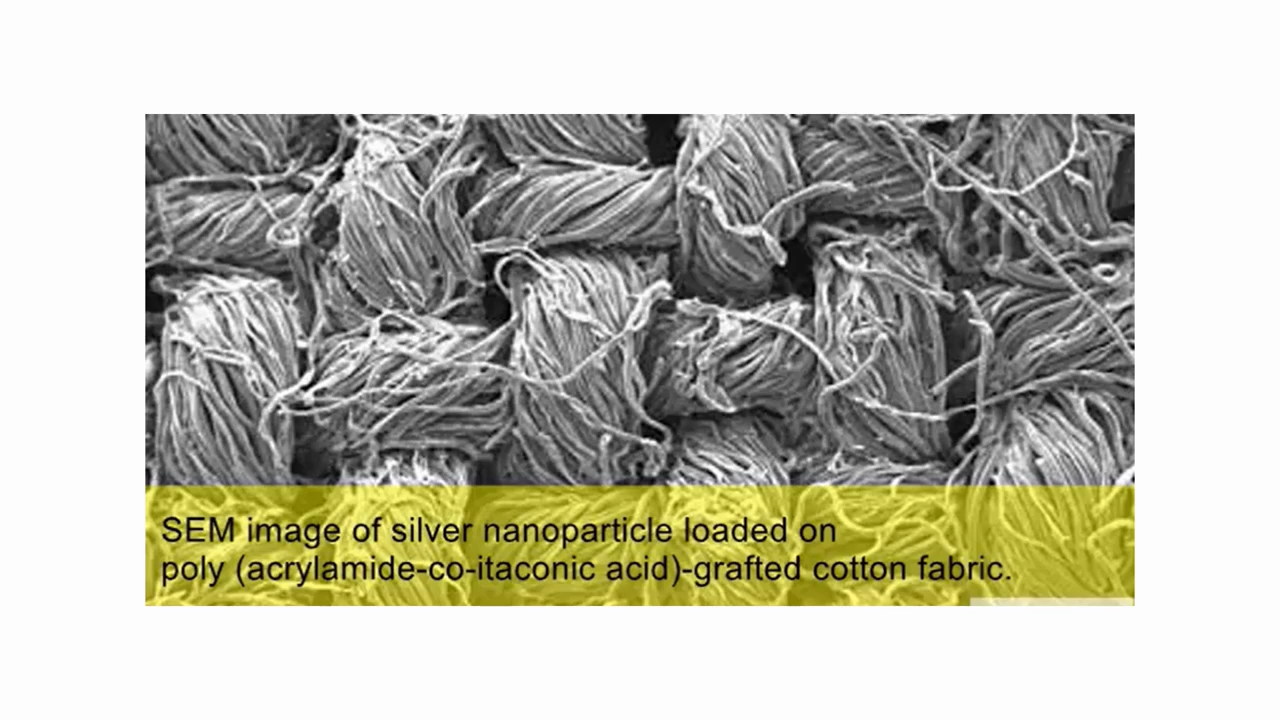 SEM image of silver nanoparticle loaded on
poly (acrylamide-co-itaconic acid)-grafted cotton fabric.